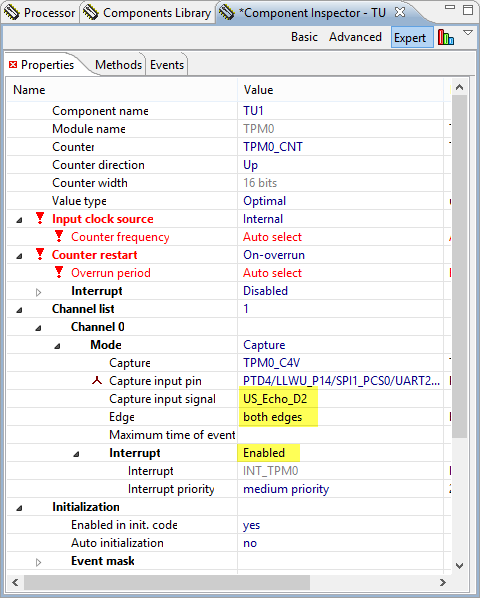 Processor Components Library *Component Inspector - TU
Basic Advanced Expert
Properties Methods Events
Name Value
Component name TU1
Module name TPM0
Counter TPM0_CNT
Counter direction Up
Counter width 16 bits
Value type Optimal
Input clock source Internal
Counter frequency Auto select
Counter restart On-overrun
Overrun period Auto select
Interrupt Disabled
Channel list 1
Channel 0
Mode Capture
Capture TPM0_C4V
Capture input pin PTD4/LLWU_P14/SPI1_PCS0/UART2...
Capture input signal US_Echo_D2
Edge both edges
Maximum time of event
Interrupt Enabled
Interrupt INT_TPM0
Interrupt priority medium priority
Initialization
Enabled in init. code yes
Auto initialization no
Event mask